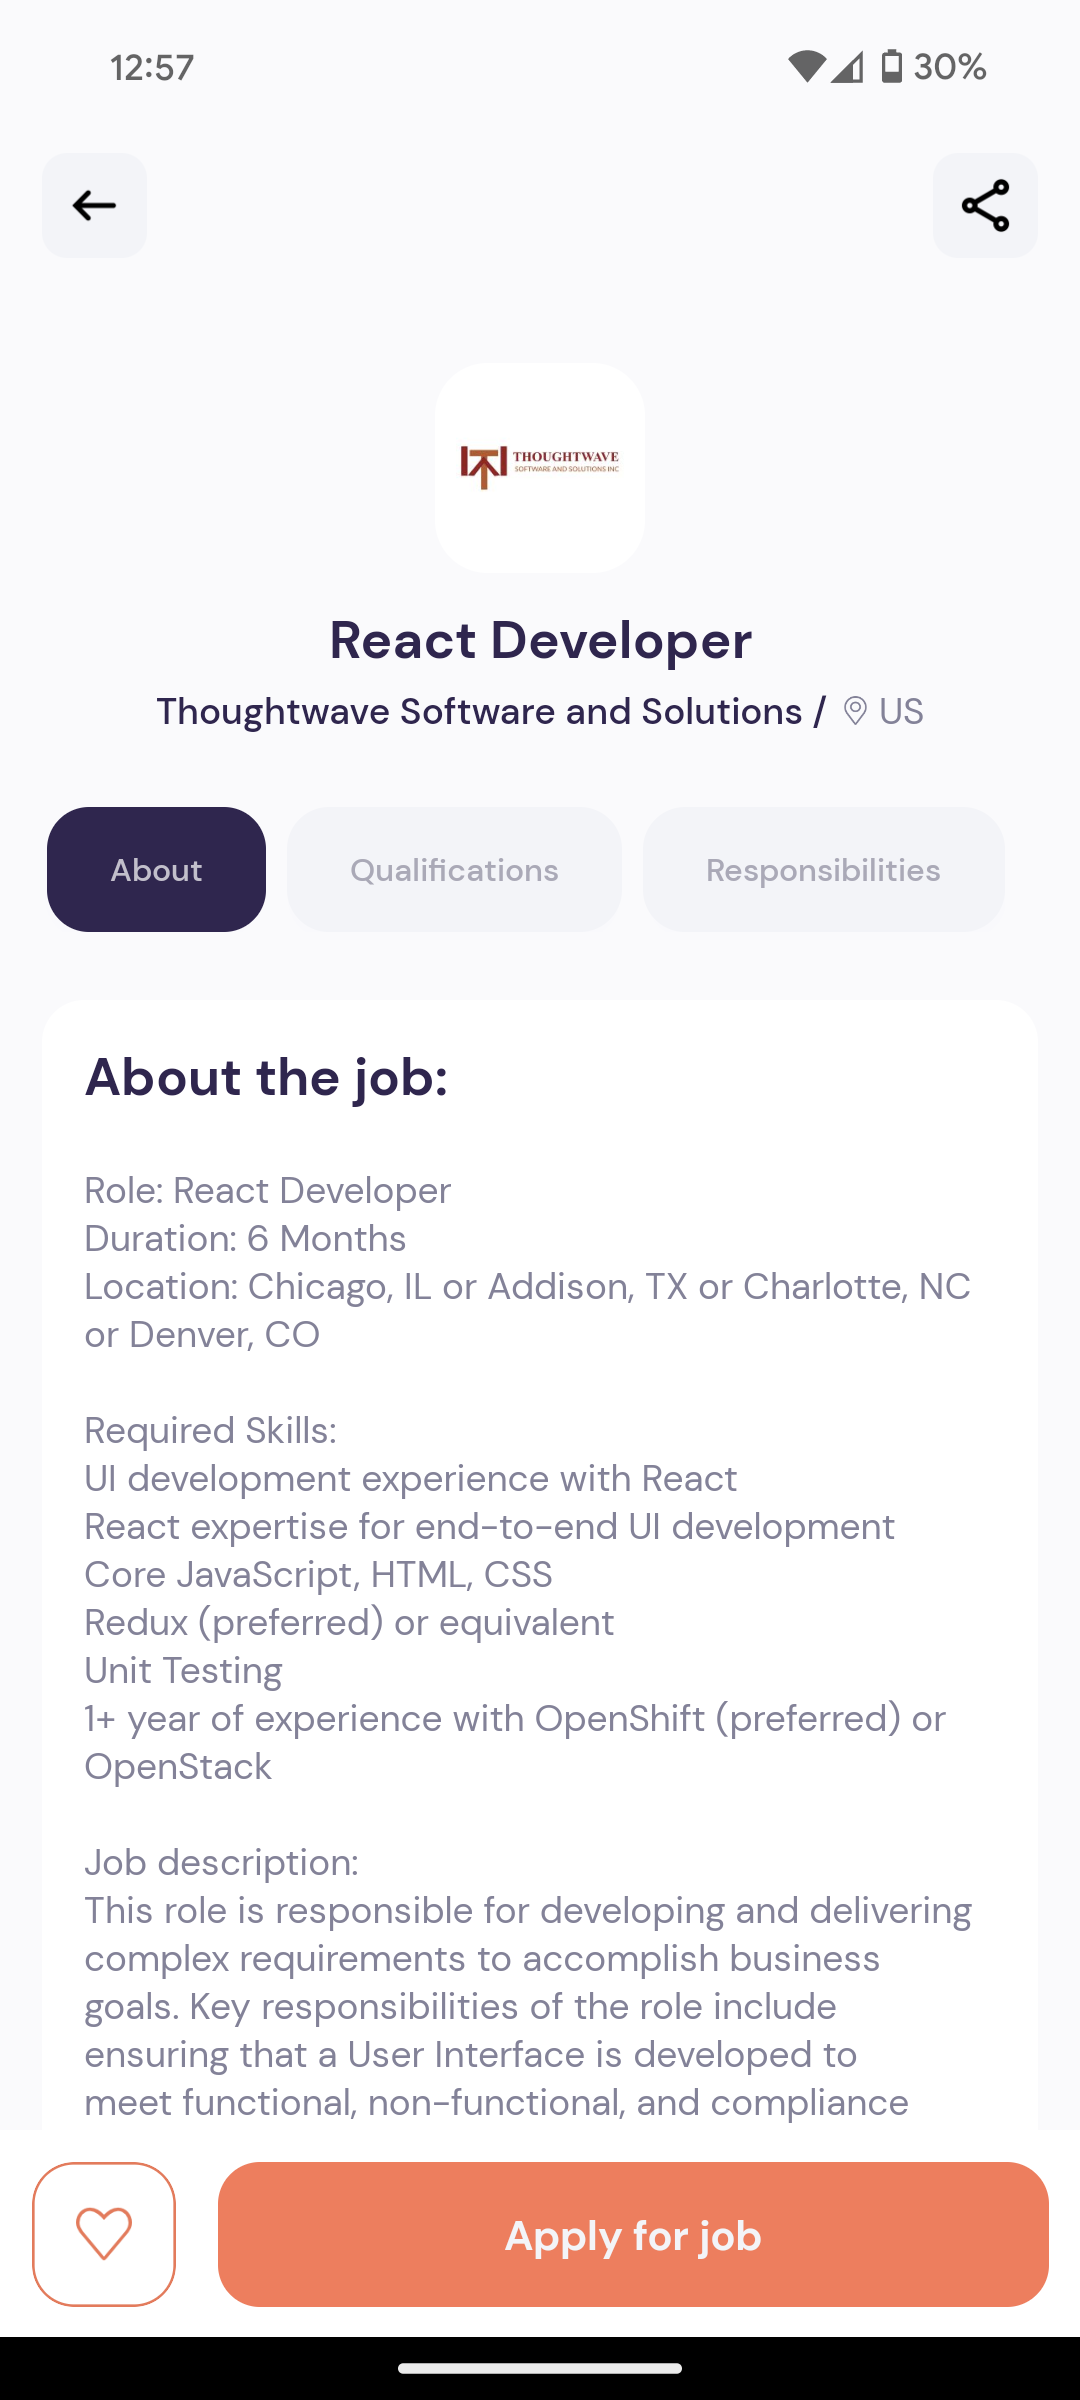 12:57
30%
THOUGHTWAVE
SOFTWARE AND SOLUTIONS INC
React Developer
Thoughtwave Software and Solutions / US
About
Qualifications
Responsibilities
About the job:
Role: React Developer
Duration: 6 Months
Location: Chicago, IL or Addison, TX or Charlotte, NC
or Denver, CO
Required Skills:
UI development experience with React
React expertise for end-to-end UI development
Core JavaScript, HTML, CSS
Redux (preferred) or equivalent
Unit Testing
1+ year of experience with OpenShift (preferred) or
OpenStack
Job description:
This role is responsible for developing and delivering
complex requirements to accomplish business
goals. Key responsibilities of the role include
ensuring that a User Interface is developed to
meet functional, non-functional, and compliance
Apply for job